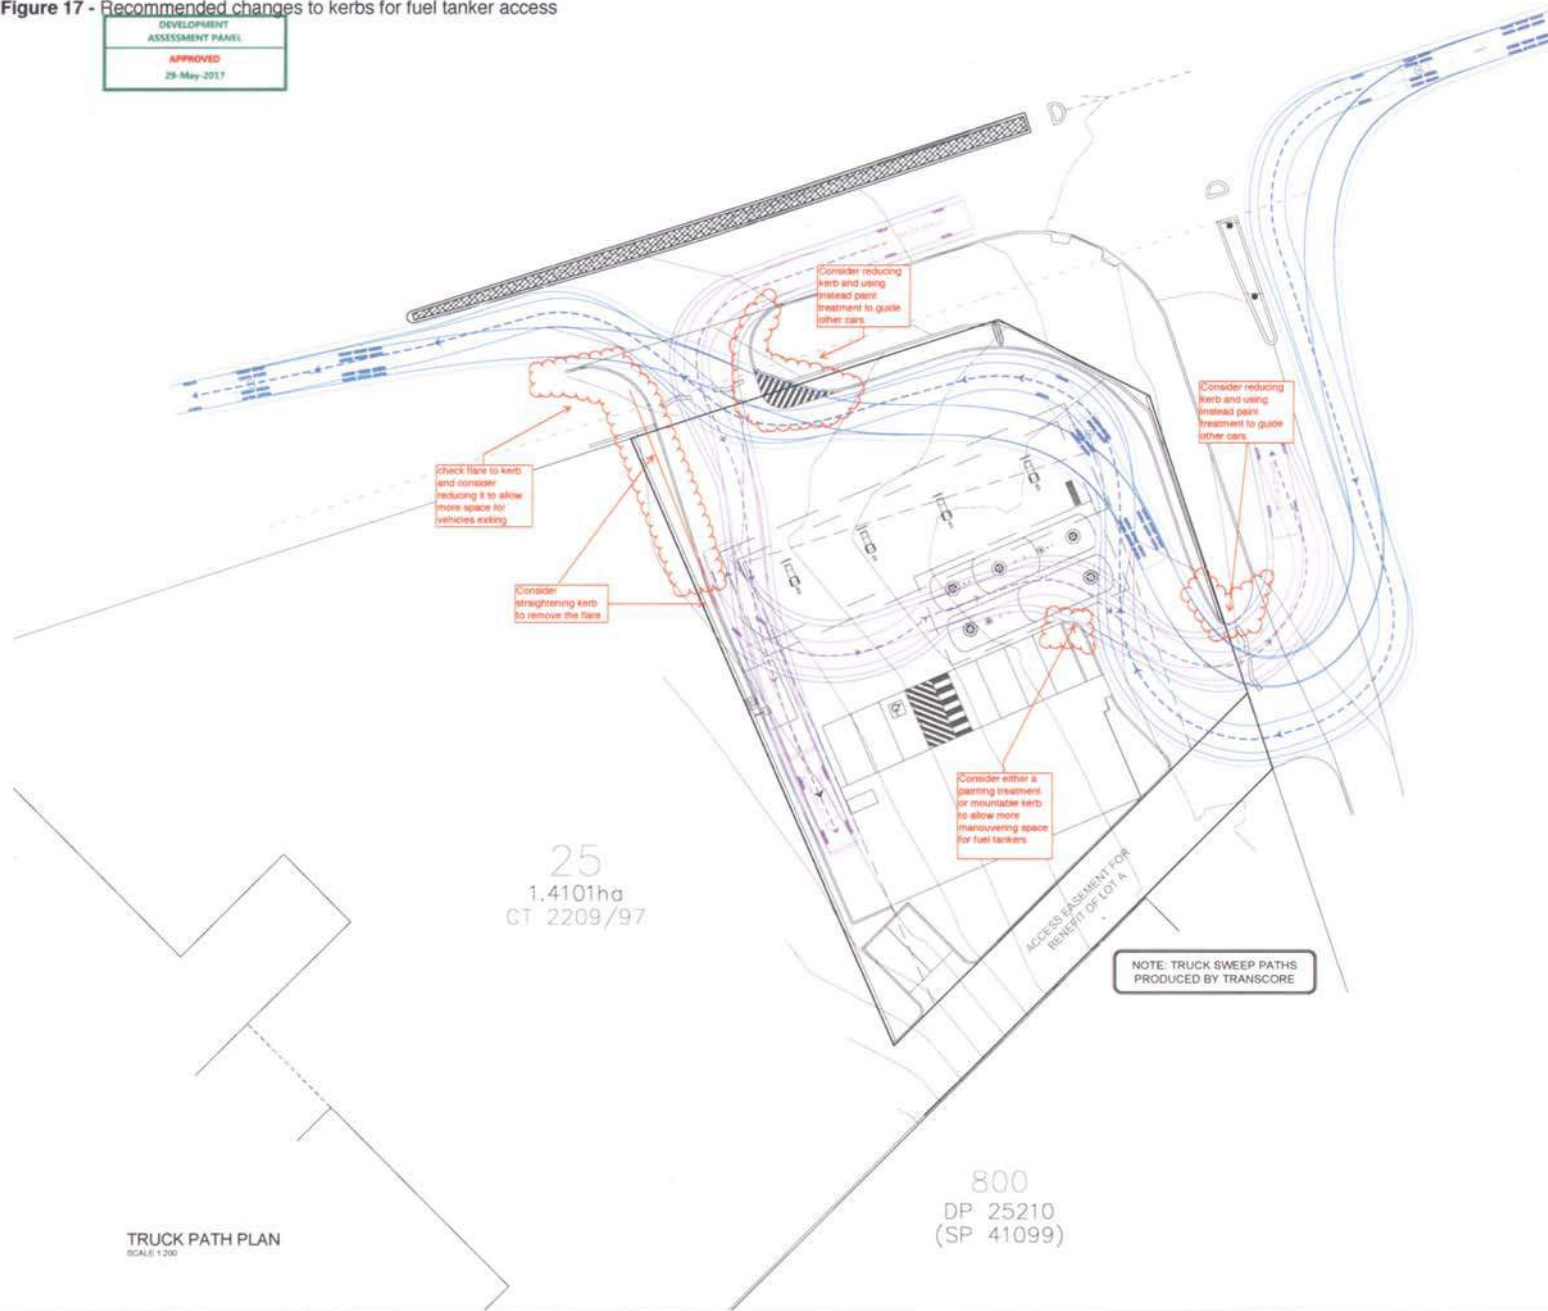 Figure 17 - Recommended changes to kerbs for fuel tanker access
DEVELOPMENT
ASSESSMENT PANEL
APPROVED
29-May-2017
D
D
Consider reducing
kerb and using
instead paint
treatment to guide
other cars.
Consider reducing
kerb and using
instead paint
treatment to guide
other cars.
check flare to kerb
and consider
reducing it to allow
more space for
vehicles exiting
Consider
straightening kerb
to remove the flare
Consider either a
painting treatment
or mountable kerb
to allow more
manouvering space
for fuel tankers
25
1.4101ha
CT 2209/97
ACCESS EASEMENT FOR
BENEFIT OF LOT A
NOTE: TRUCK SWEEP PATHS
PRODUCED BY TRANSCORE
800
DP 25210
(SP 41099)
TRUCK PATH PLAN
SCALE 1:200